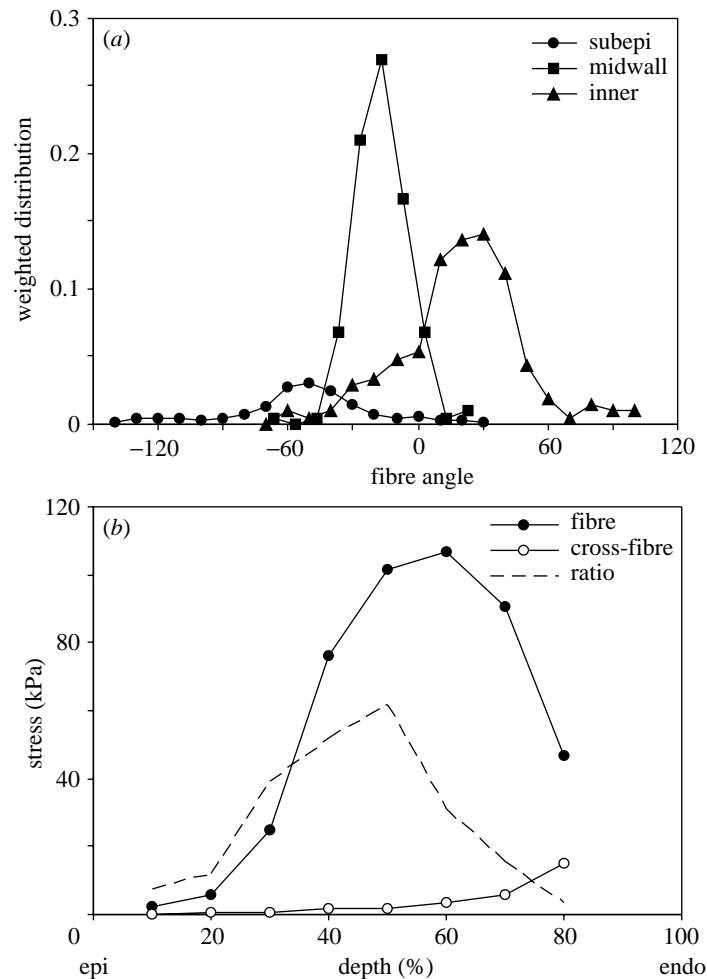 (a)
0.3
subepi
midwall
inner
0.2
weighted distribution
0.1
0
−120
−60
0
60
120
fibre angle
(b)
120
fibre
cross-fibre
ratio
80
stress (kPa)
40
0
20
40
60
80
100
epi
depth (%)
endo